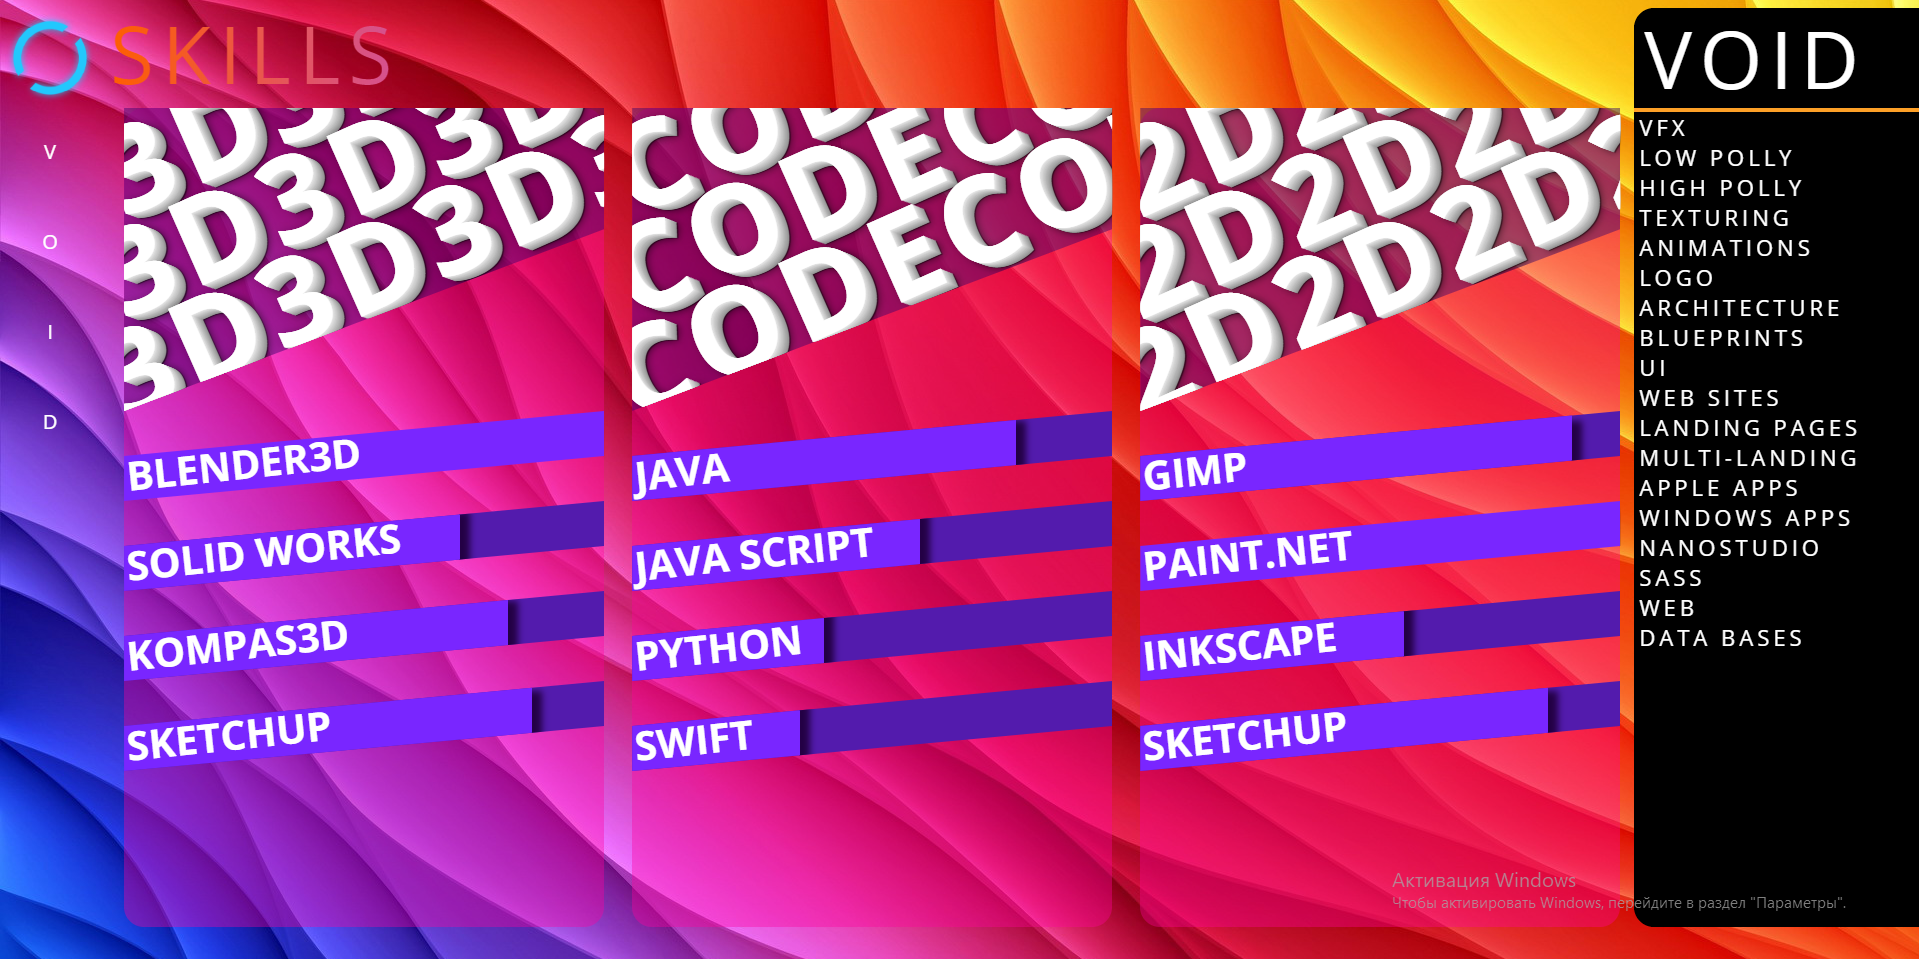 SKILLS
V
O
I
D
3D3D3D
3D3D3D
3D3D3D3D3
CODECO
CODECO
CODECO
2D2D2D
2D2D2D
2D2D2D2D
BLENDER3D
SOLID WORKS
KOMPAS3D
SKETCHUP
JAVA
JAVA SCRIPT
PYTHON
SWIFT
GIMP
PAINT.NET
INKSCAPE
SKETCHUP
VOID
VFX
LOW POLLY
HIGH POLLY
TEXTURING
ANIMATIONS
LOGO
ARCHITECTURE
BLUEPRINTS
UI
WEB SITES
LANDING PAGES
MULTI-LANDING
APPLE APPS
WINDOWS APPS
NANOSTUDIO
SASS
WEB
DATA BASES
Активация Windows
Чтобы активировать Windows, перейдите в раздел "Параметры".